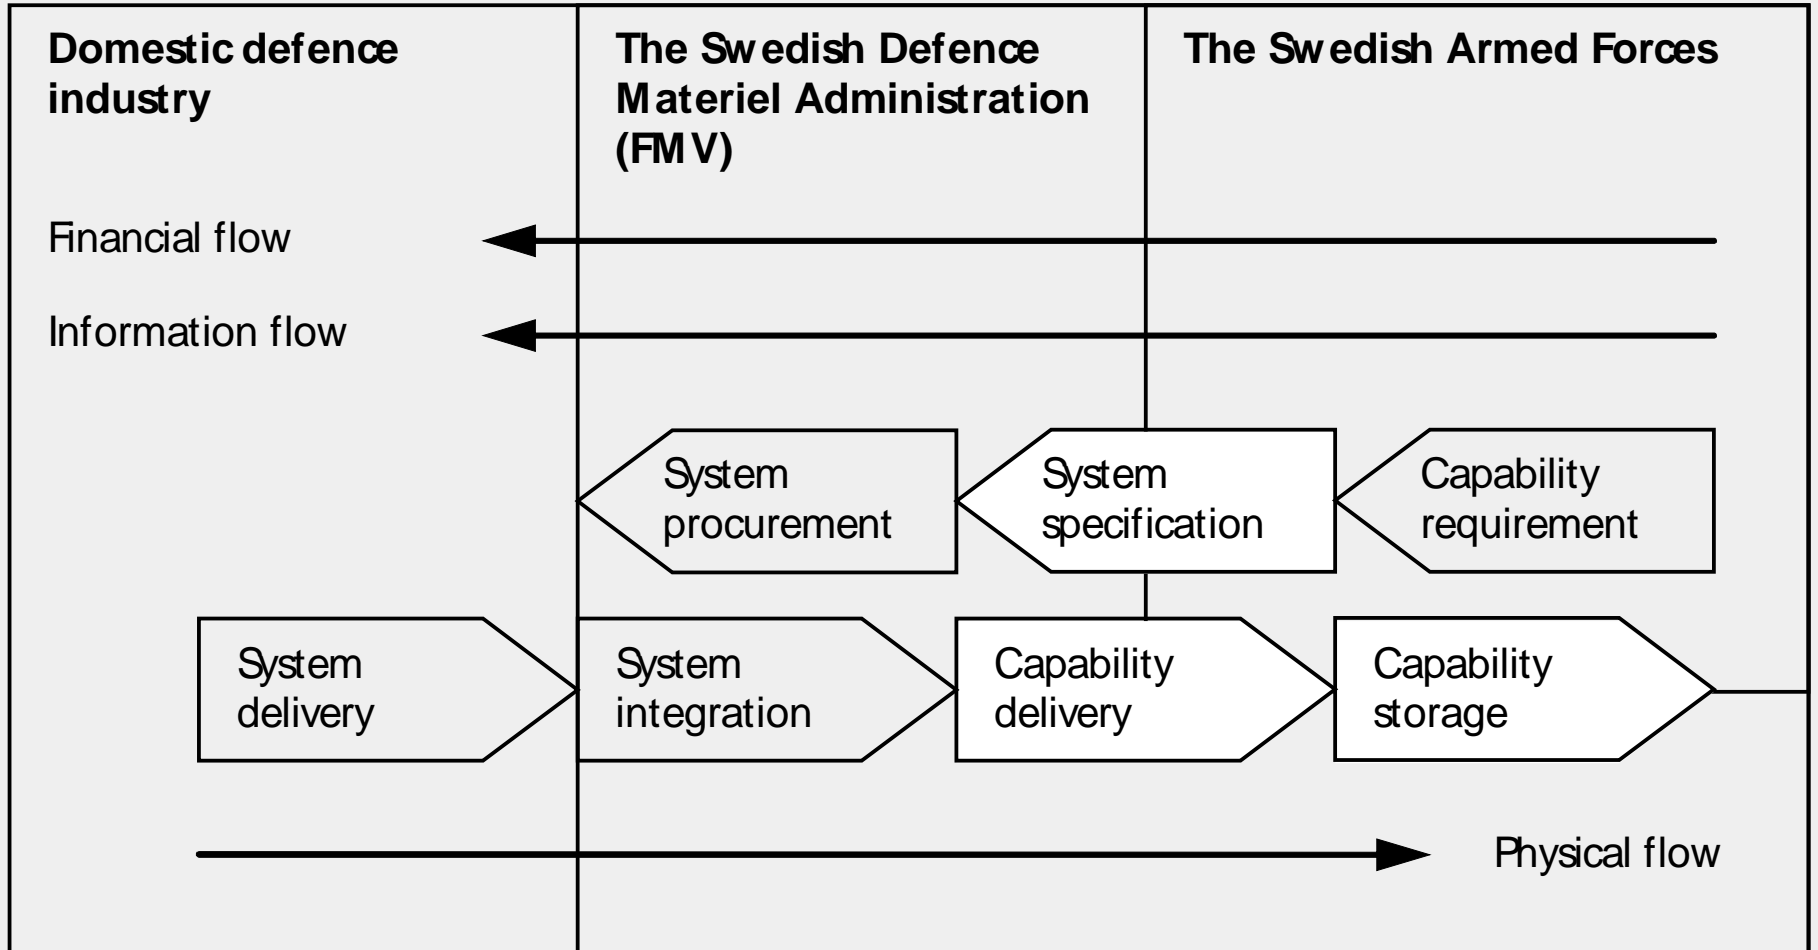 Domestic defence
industry
The Swedish Defence
Materiel Administration
(FMV)
The Swedish Armed Forces
Financial flow
Information flow
System
procurement
System
specification
Capability
requirement
System
delivery
System
integration
Capability
delivery
Capability
storage
Physical flow